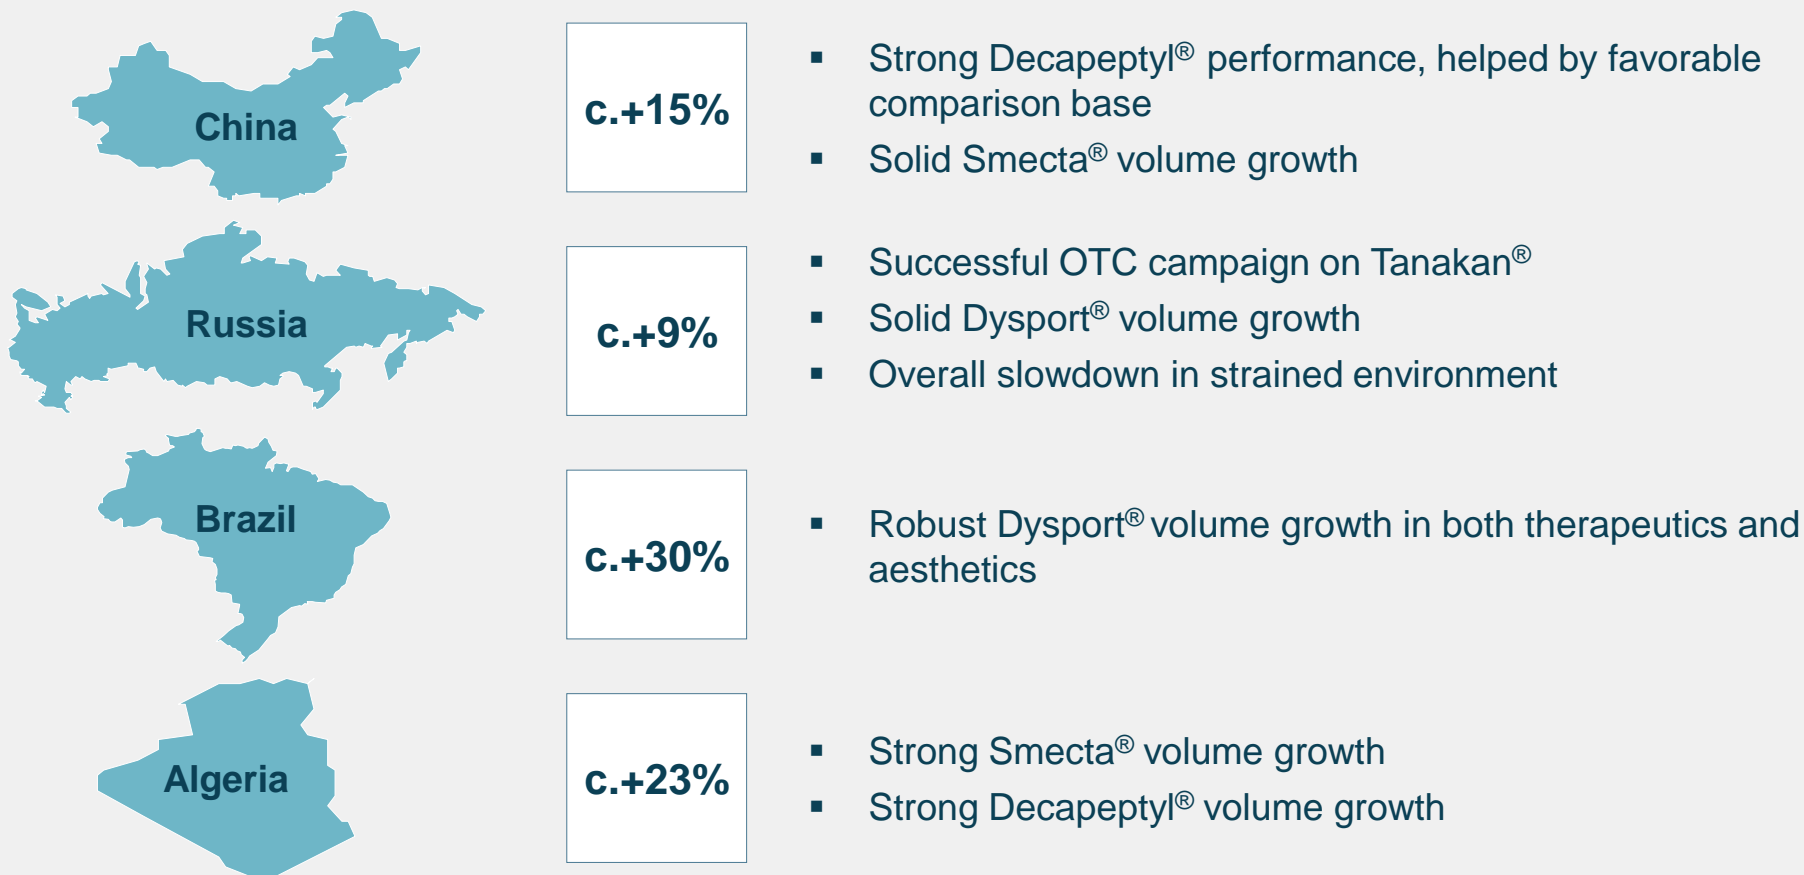 China
c.+15%
▪ Strong Decapeptyl® performance, helped by favorable
comparison base
▪ Solid Smecta® volume growth
Russia
c.+9%
▪ Successful OTC campaign on Tanakan®
▪ Solid Dysport® volume growth
▪ Overall slowdown in strained environment
Brazil
c.+30%
▪ Robust Dysport® volume growth in both therapeutics and
aesthetics
Algeria
c.+23%
▪ Strong Smecta® volume growth
▪ Strong Decapeptyl® volume growth